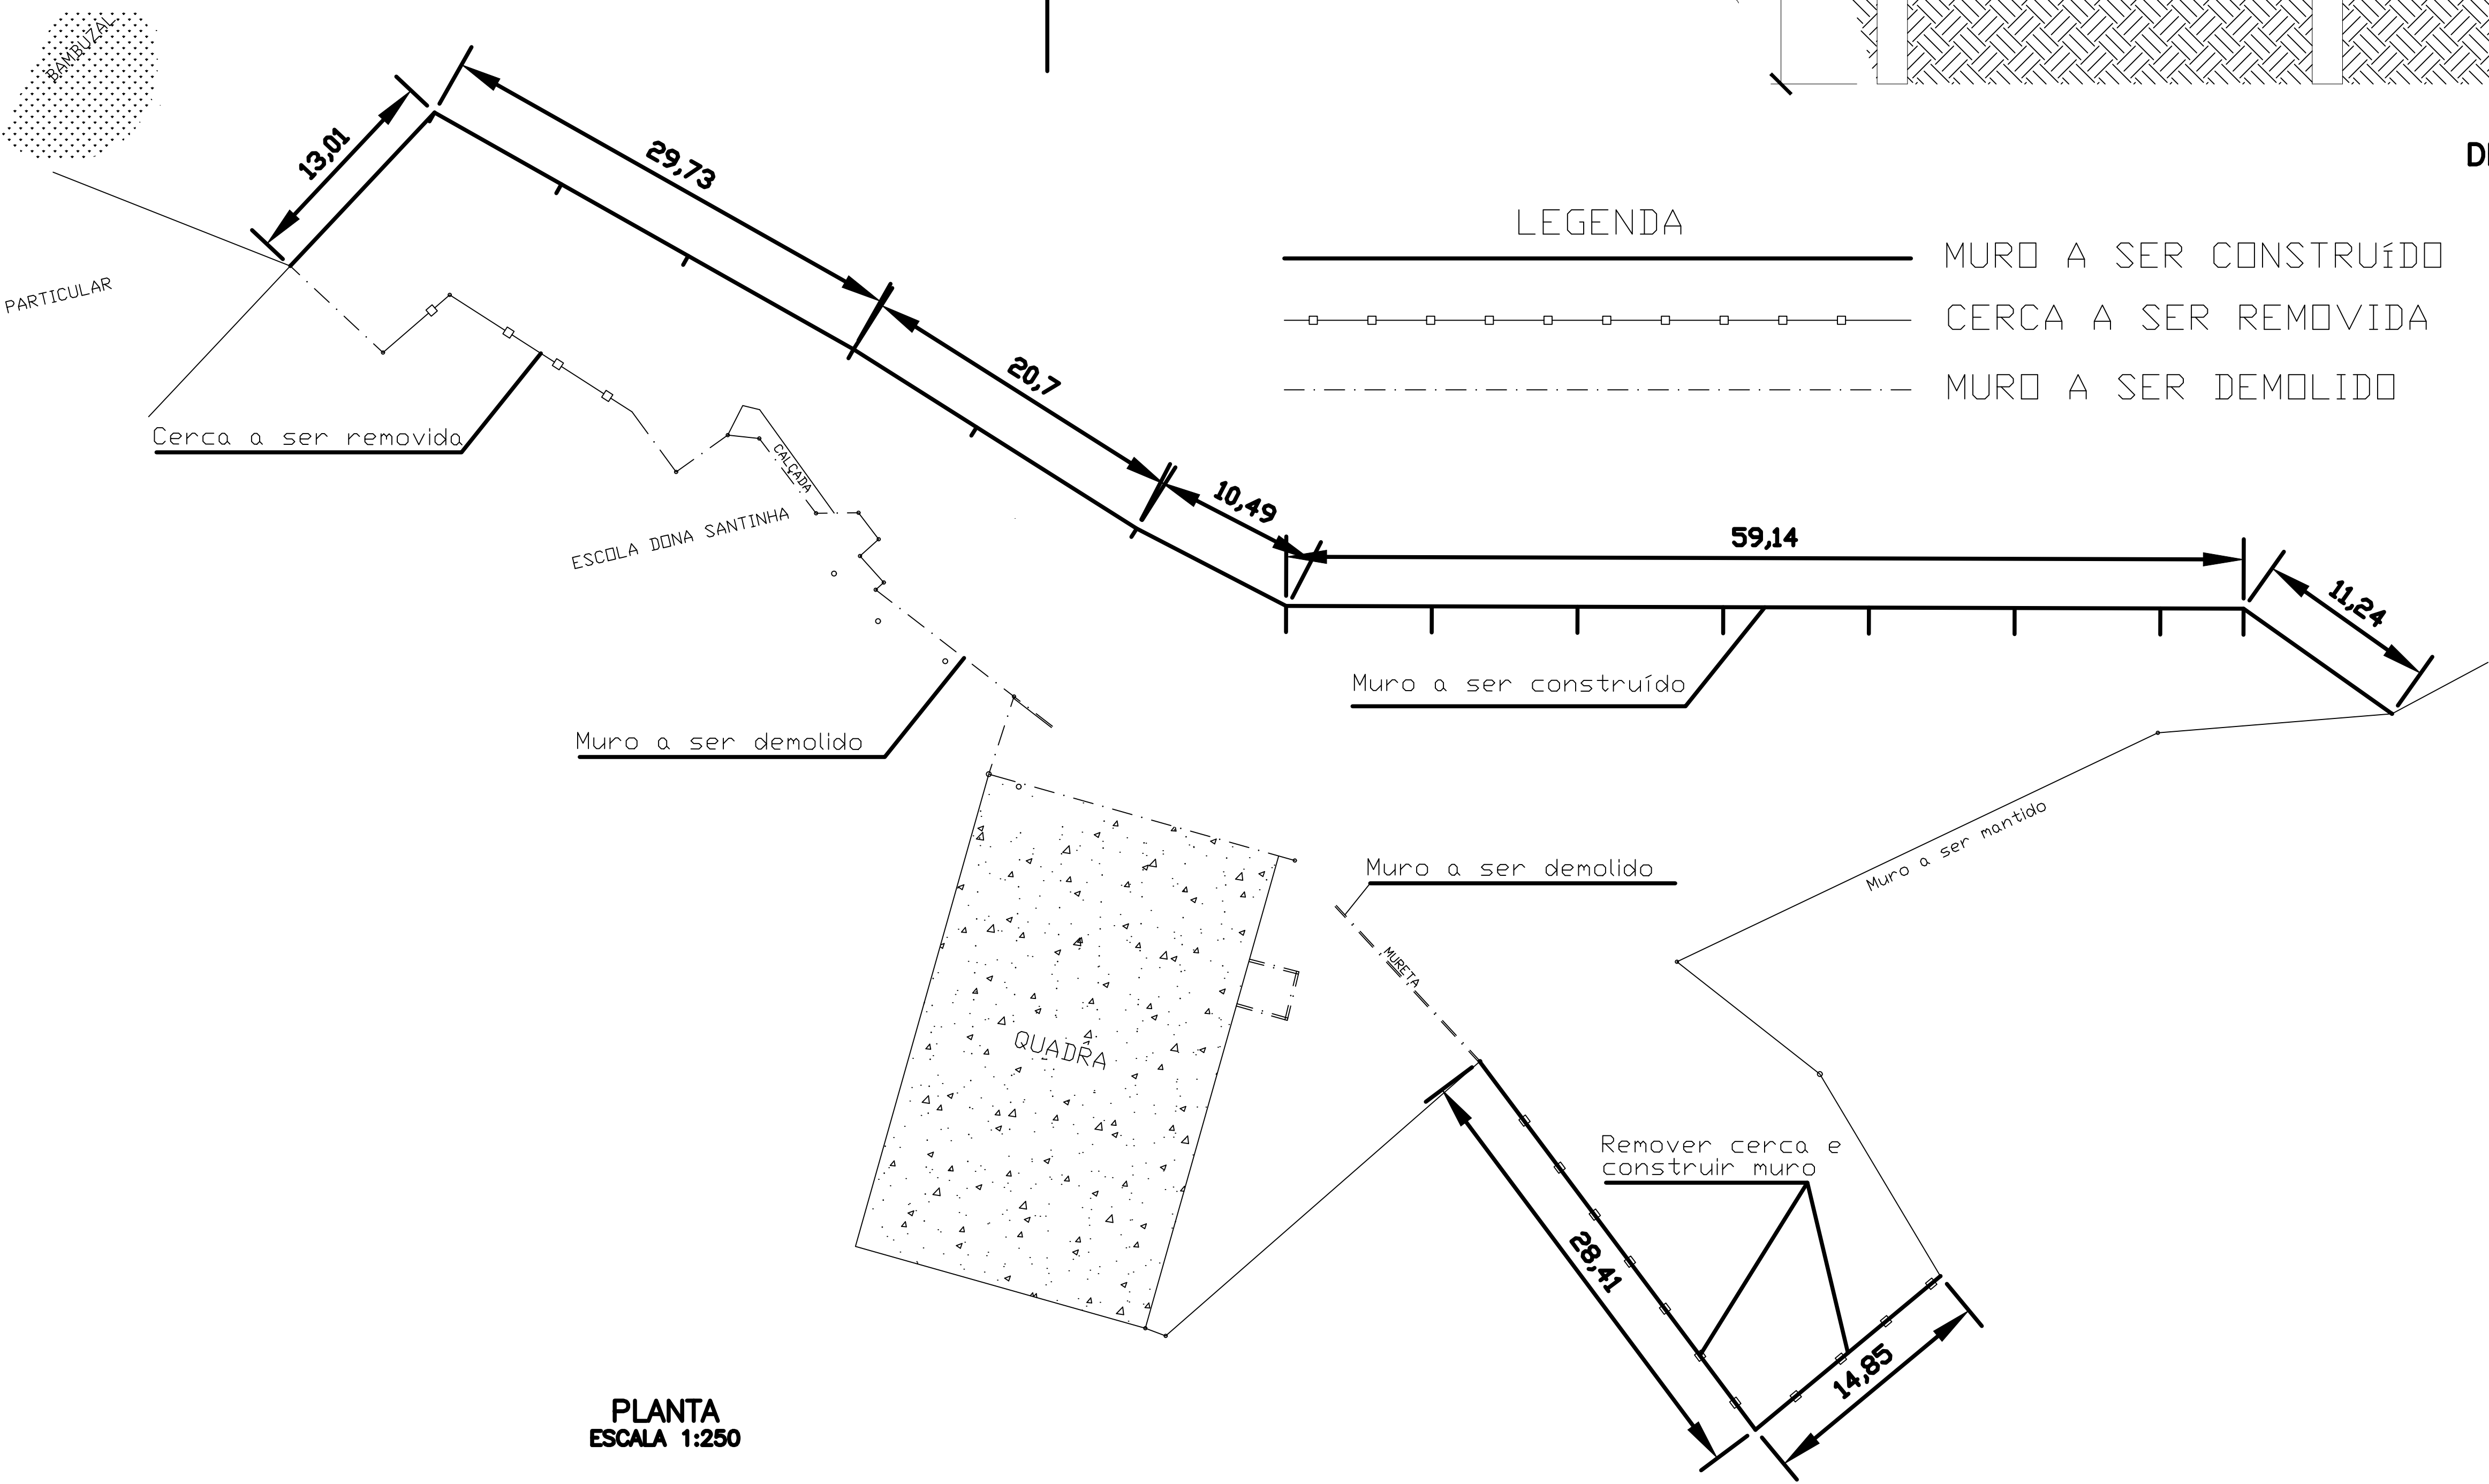 BAMBUZAL
13,01
29,73
DE
LEGENDA
MURO A SER CONSTRUíDO
CERCA A SER REMOVIDA
MURO A SER DEMOLIDO
PARTICULAR
20,7
Cerca a ser removida
CALÇADA
10,49
59,14
ESCOLA DONA SANTINHA
11,24
Muro a ser construído
Muro a ser demolido
Muro a ser mantido
Muro a ser demolido
MURETA
QUADRA
Remover cerca e
construir muro
28,41
14,85
PLANTA
ESCALA 1:250